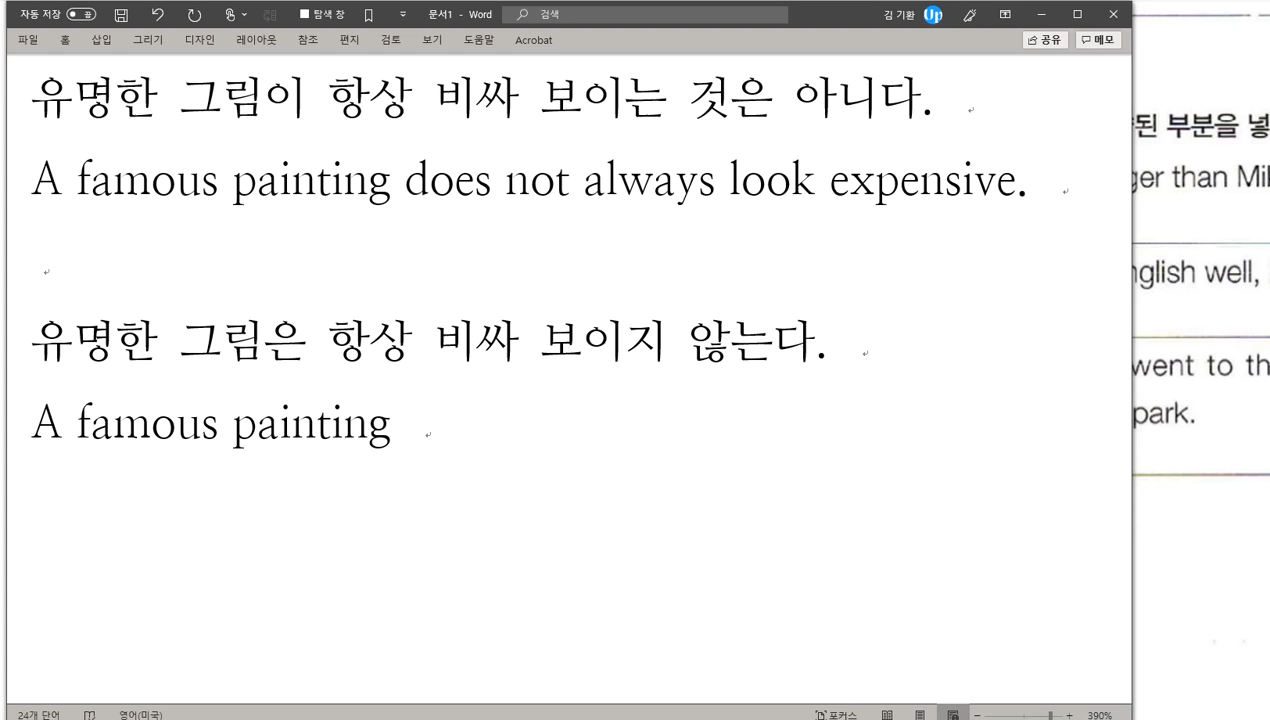 자동 저장 끔 탐색 창 문서1 - Word 검색 김 기환 Up
파일 홈 삽입 그리기 디자인 레이아웃 참조 편지 검토 보기 도움말 Acrobat 공유 메모
유명한 그림이 항상 비싸 보이는 것은 아니다.
A famous painting does not always look expensive.
유명한 그림은 항상 비싸 보이지 않는다.
A famous painting
된 부분을 넣
than Mil
nglish well,
went to th
park.
24개 단어 영어(미국) 포커스 390%